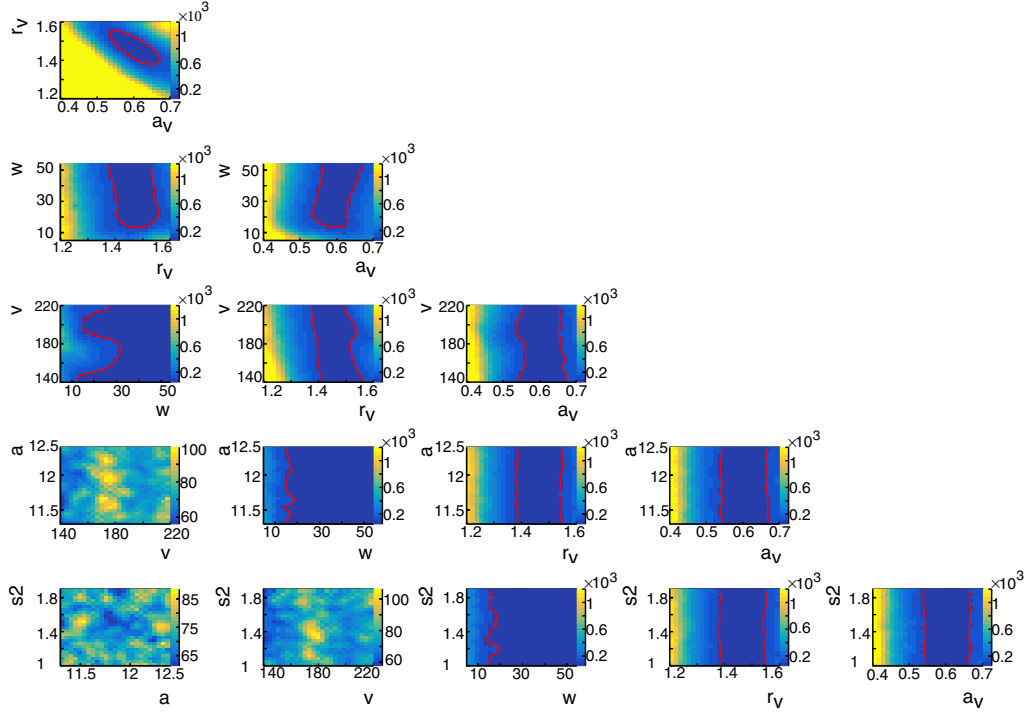 r_v 1.6 1.4 1.2 0.4 0.5 0.6 0.7 a_v ×10³ 1 0.6 0.2
w 50 30 10 1.2 1.4 1.6 r_v ×10³ 1 0.6 0.2
w 50 30 10 0.4 0.5 0.6 0.7 a_v ×10³ 1 0.6 0.2
v 220 180 140 10 30 50 w ×10³ 1 0.6 0.2
v 220 180 140 1.2 1.4 1.6 r_v ×10³ 1 0.6 0.2
v 220 180 140 0.4 0.5 0.6 0.7 a_v ×10³ 1 0.6 0.2
a 12.5 12 11.5 140 180 220 v 100 80 60
a 12.5 12 11.5 10 30 50 w ×10³ 1 0.6 0.2
a 12.5 12 11.5 1.2 1.4 1.6 r_v ×10³ 1 0.6 0.2
a 12.5 12 11.5 0.4 0.5 0.6 0.7 a_v ×10³ 1 0.6 0.2
s2 1.8 1.4 1 11.5 12 12.5 a 85 75 65
s2 1.8 1.4 1 140 180 220 v 100 80 60
s2 1.8 1.4 1 10 30 50 w ×10³ 1 0.6 0.2
s2 1.8 1.4 1 1.2 1.4 1.6 r_v ×10³ 1 0.6 0.2
s2 1.8 1.4 1 0.4 0.5 0.6 0.7 a_v ×10³ 1 0.6 0.2